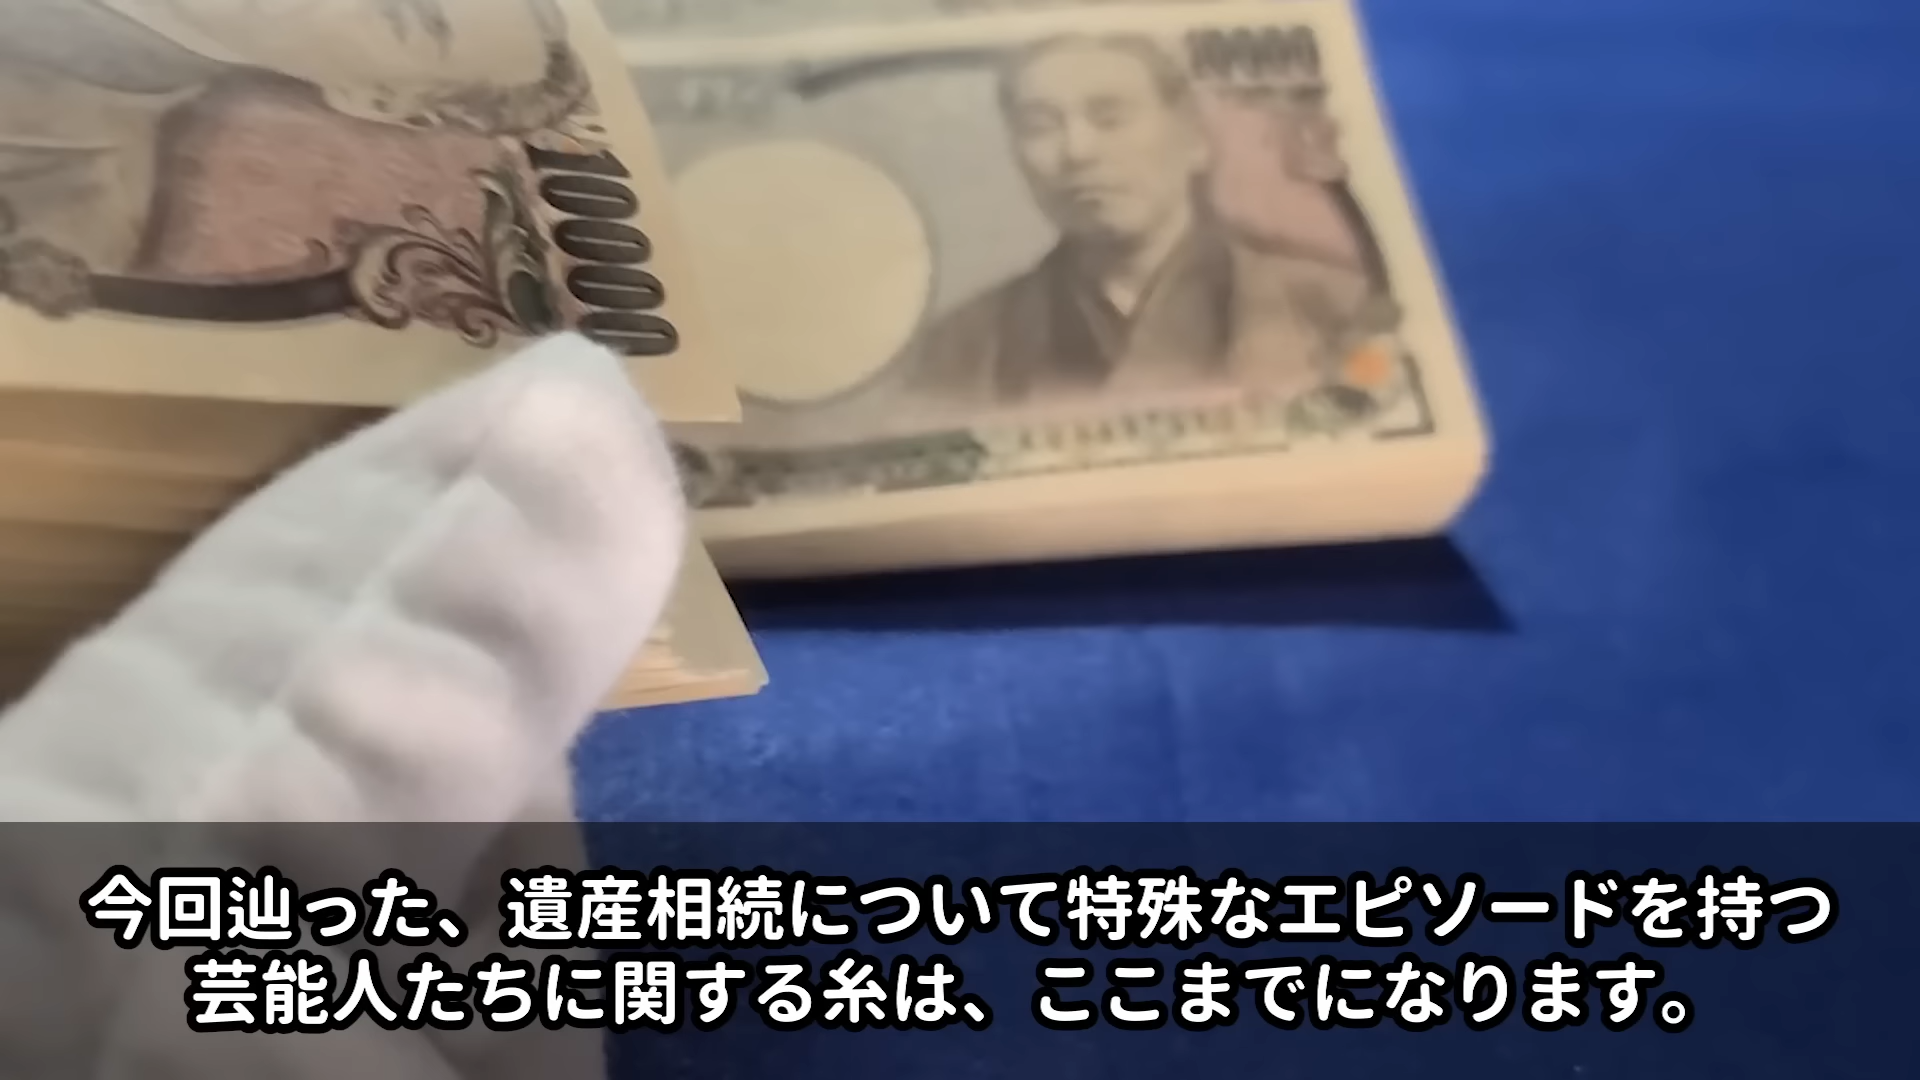 10000
10000
今回辿った、遺産相続について特殊なエピソードを持つ
芸能人たちに関する糸は、ここまでになります。